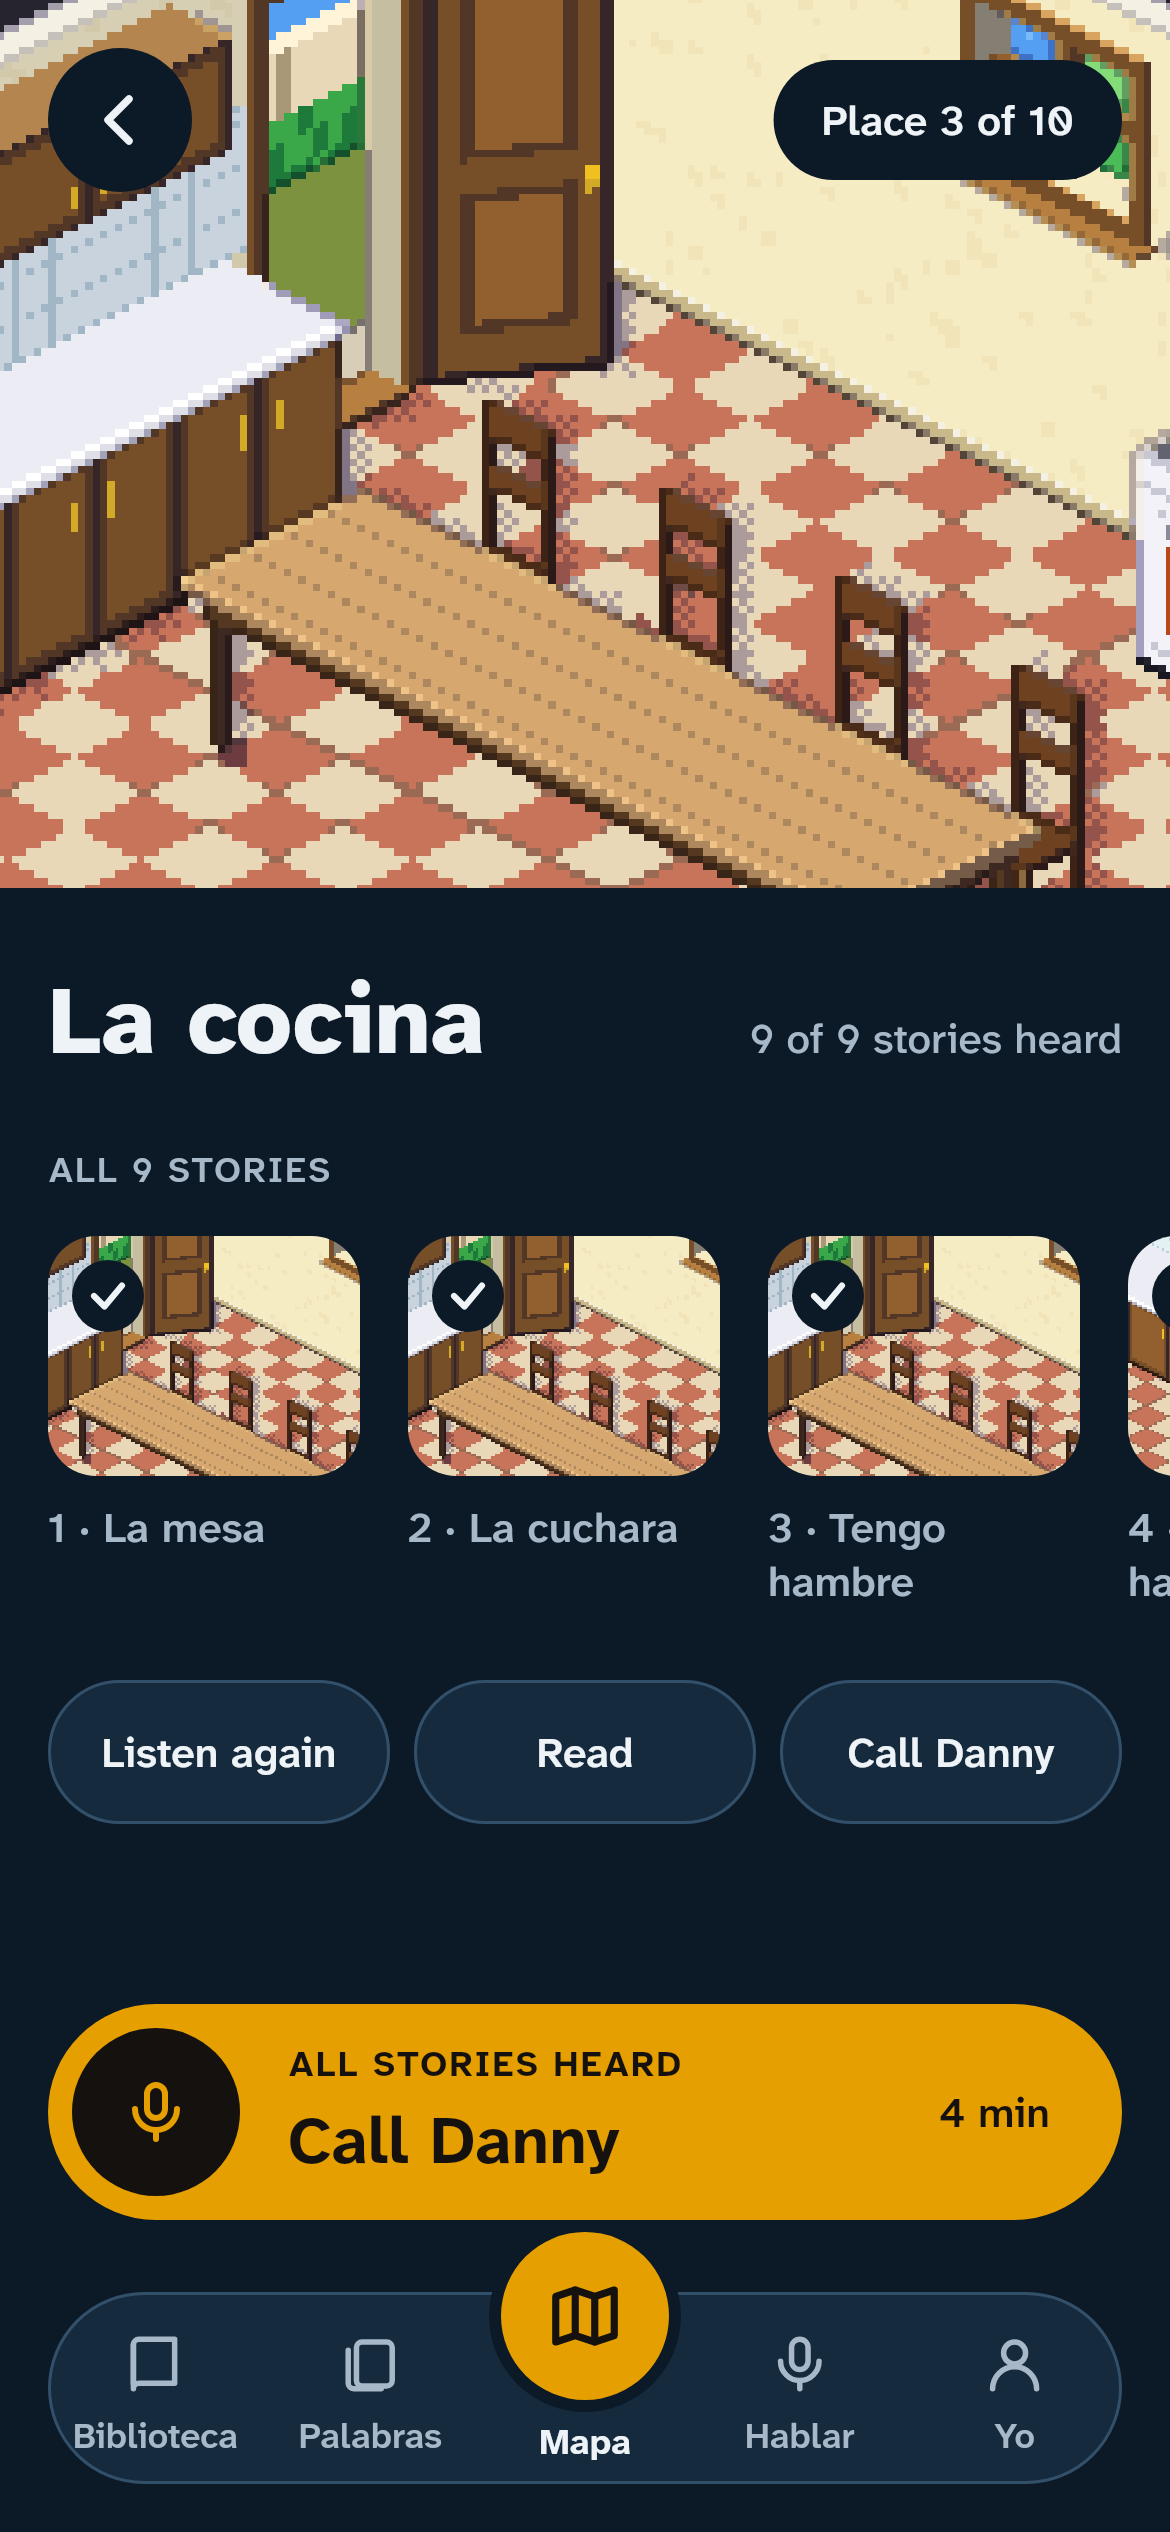 Place 3 of 10
La cocina
9 of 9 stories heard
ALL 9 STORIES
1 · La mesa
2 · La cuchara
3 · Tengo
hambre
4 ·
ha
Listen again
Read
Call Danny
ALL STORIES HEARD
Call Danny
4 min
Biblioteca
Palabras
Mapa
Hablar
Yo